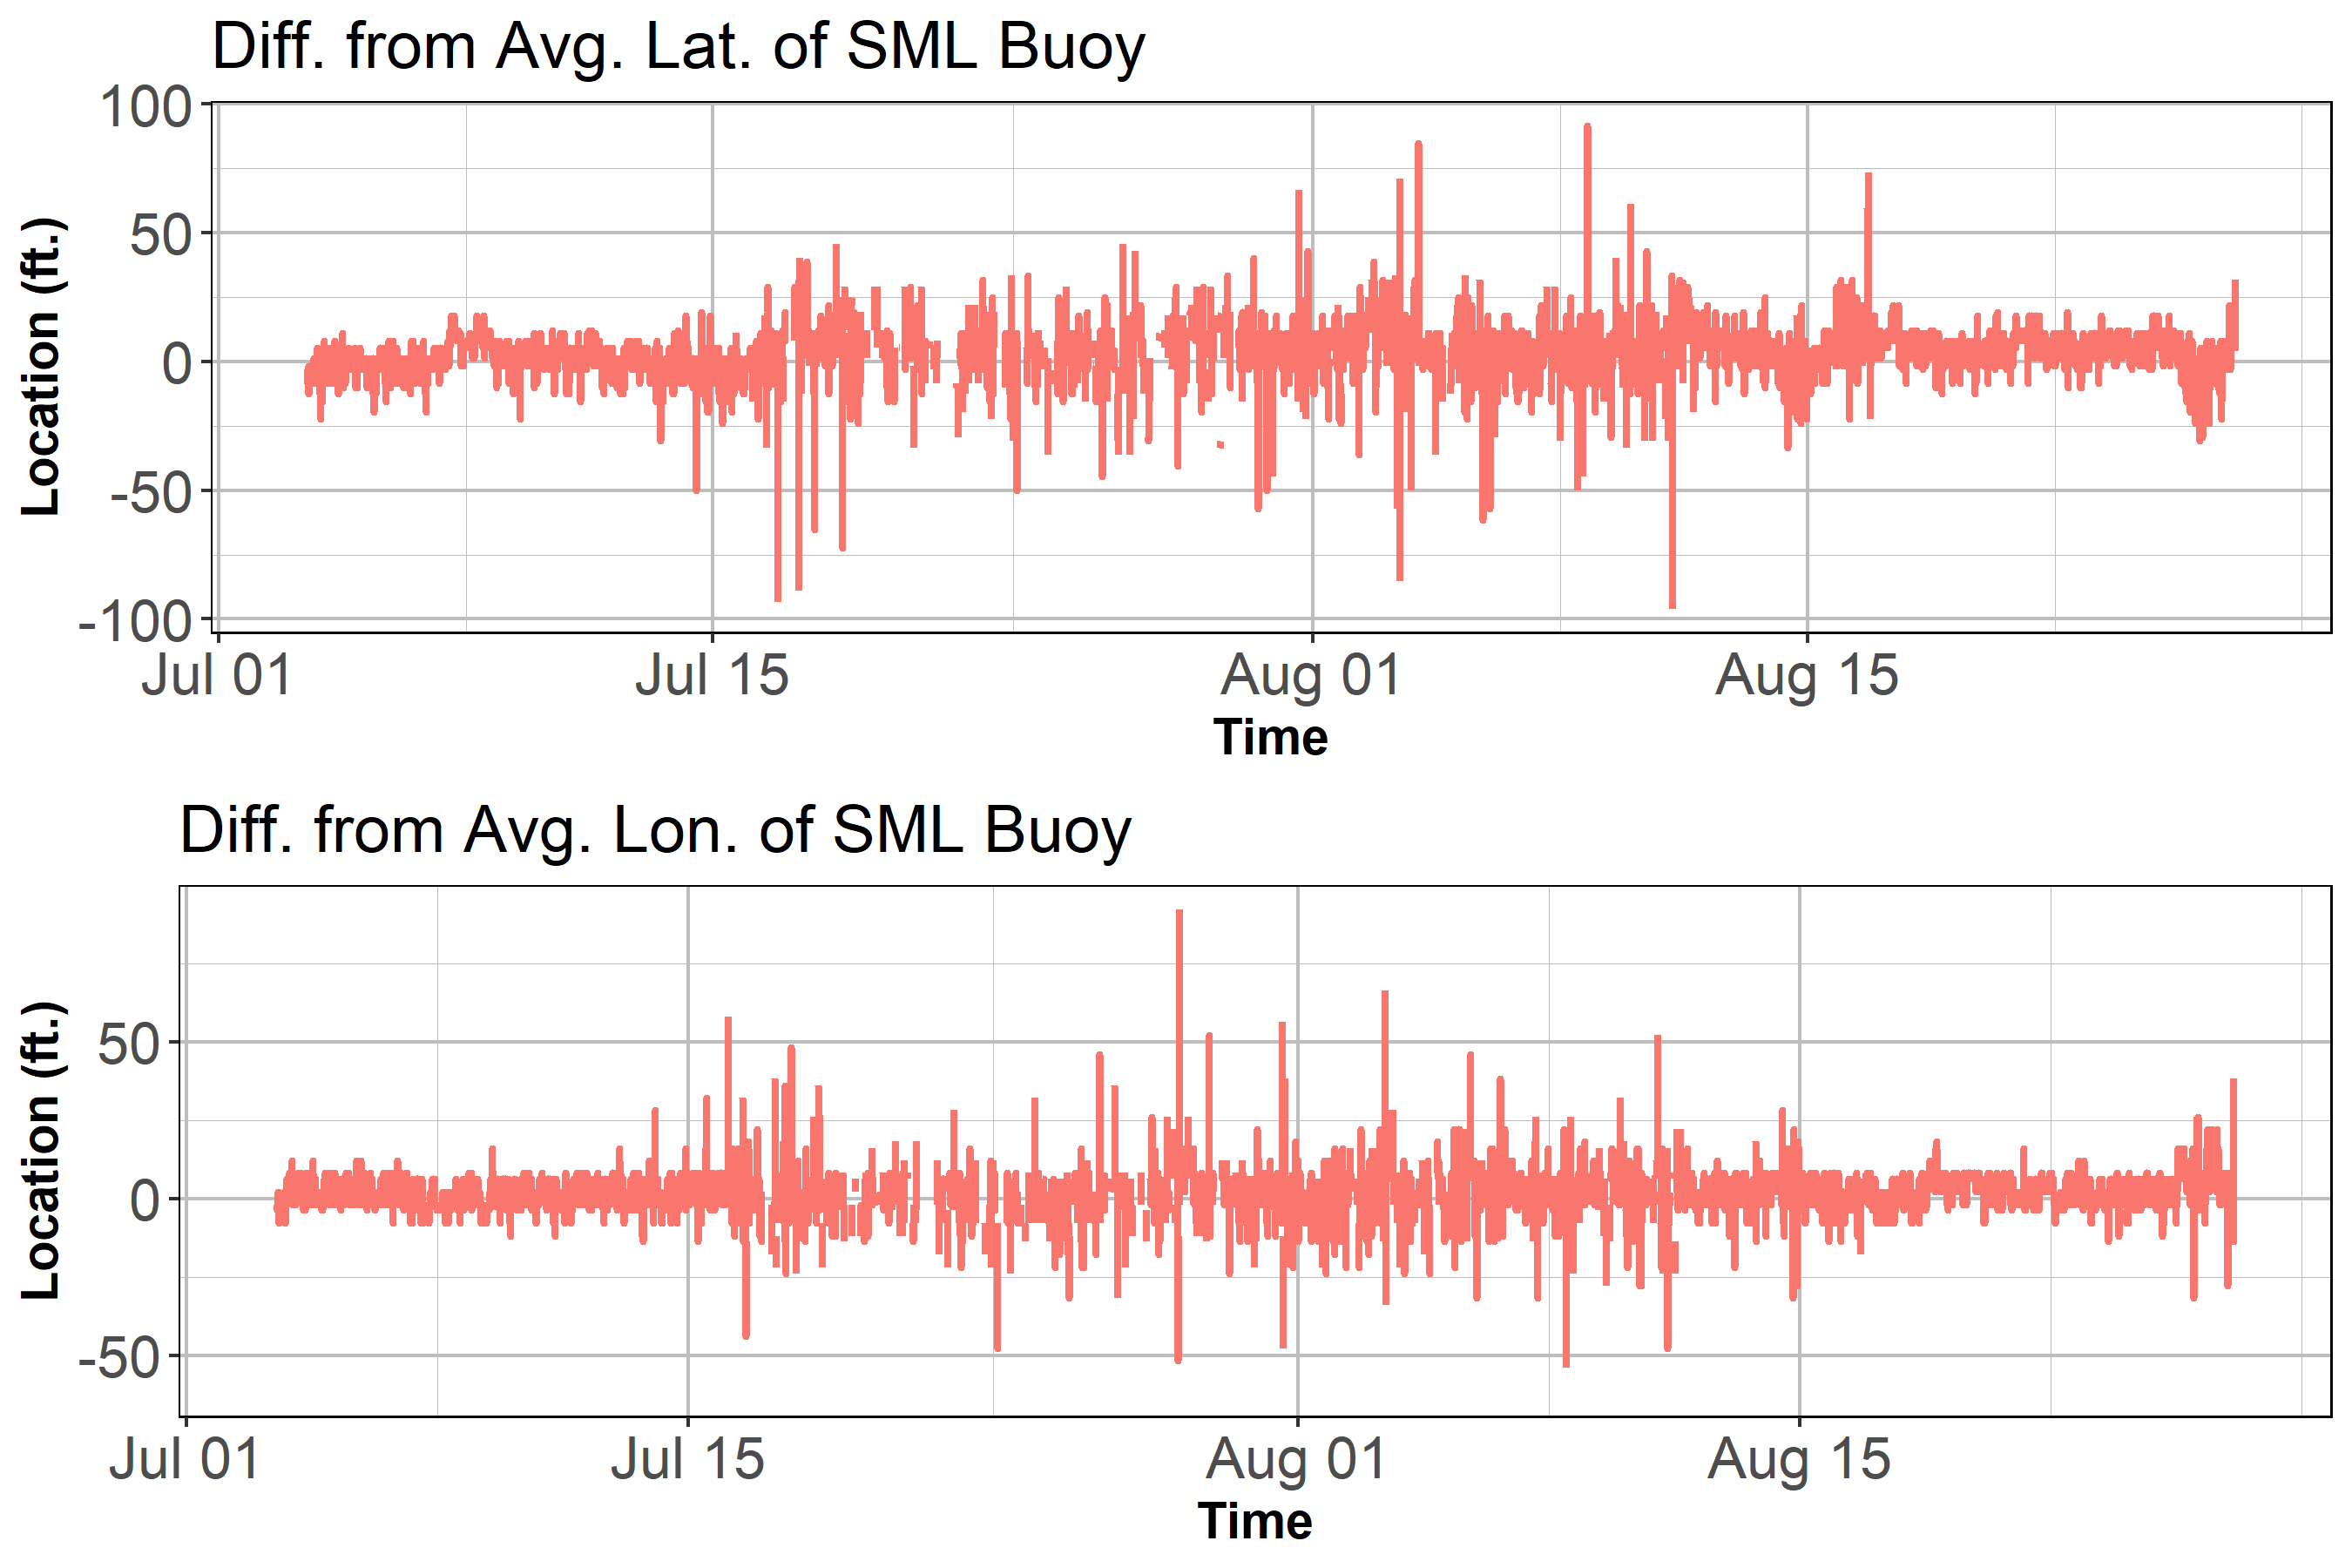 Diff. from Avg. Lat. of SML Buoy
Location (ft.)
100
50
0
-50
-100
Jul 01 Jul 15 Aug 01 Aug 15
Time
Diff. from Avg. Lon. of SML Buoy
Location (ft.)
50
0
-50
Jul 01 Jul 15 Aug 01 Aug 15
Time